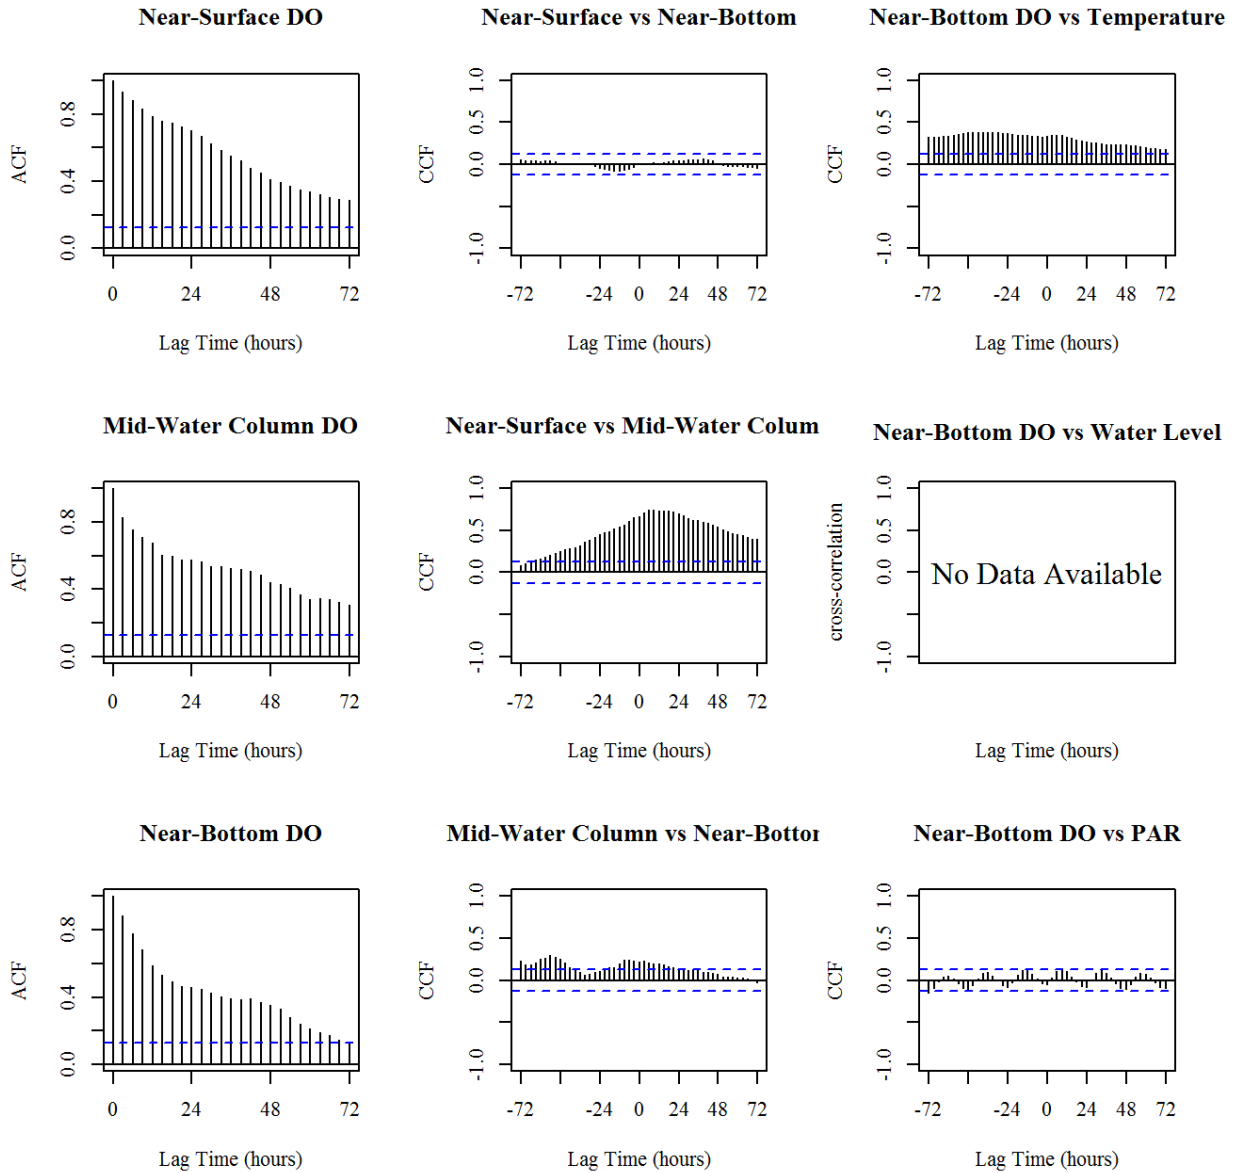 Near-Surface DO
Near-Surface vs Near-Bottom
Near-Bottom DO vs Temperature
ACF
0.0 0.4 0.8
0 24 48 72
Lag Time (hours)
CCF
-1.0 0.0 0.5 1.0
-72 -24 0 24 48 72
Lag Time (hours)
CCF
-1.0 0.0 0.5 1.0
-72 -24 0 24 48 72
Lag Time (hours)
Mid-Water Column DO
Near-Surface vs Mid-Water Colum
Near-Bottom DO vs Water Level
ACF
0.0 0.4 0.8
0 24 48 72
Lag Time (hours)
CCF
-1.0 0.0 0.5 1.0
-72 -24 0 24 48 72
Lag Time (hours)
cross-correlation
-1.0 0.0 0.5 1.0
No Data Available
Lag Time (hours)
Near-Bottom DO
Mid-Water Column vs Near-Bottor
Near-Bottom DO vs PAR
ACF
0.0 0.4 0.8
0 24 48 72
Lag Time (hours)
CCF
-1.0 0.0 0.5 1.0
-72 -24 0 24 48 72
Lag Time (hours)
CCF
-1.0 0.0 0.5 1.0
-72 -24 0 24 48 72
Lag Time (hours)